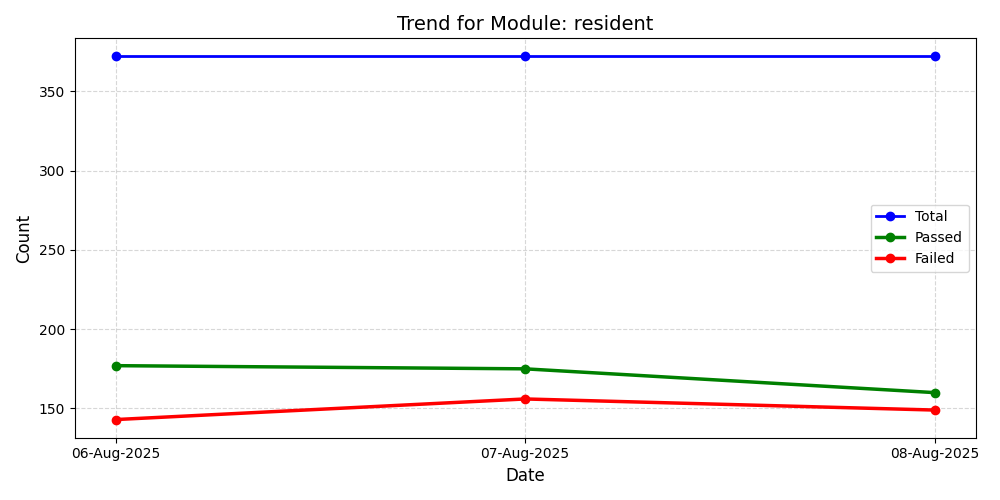 Trend for Module: resident
Count
350
300
250
200
150
Total
Passed
Failed
06-Aug-2025
07-Aug-2025
08-Aug-2025
Date